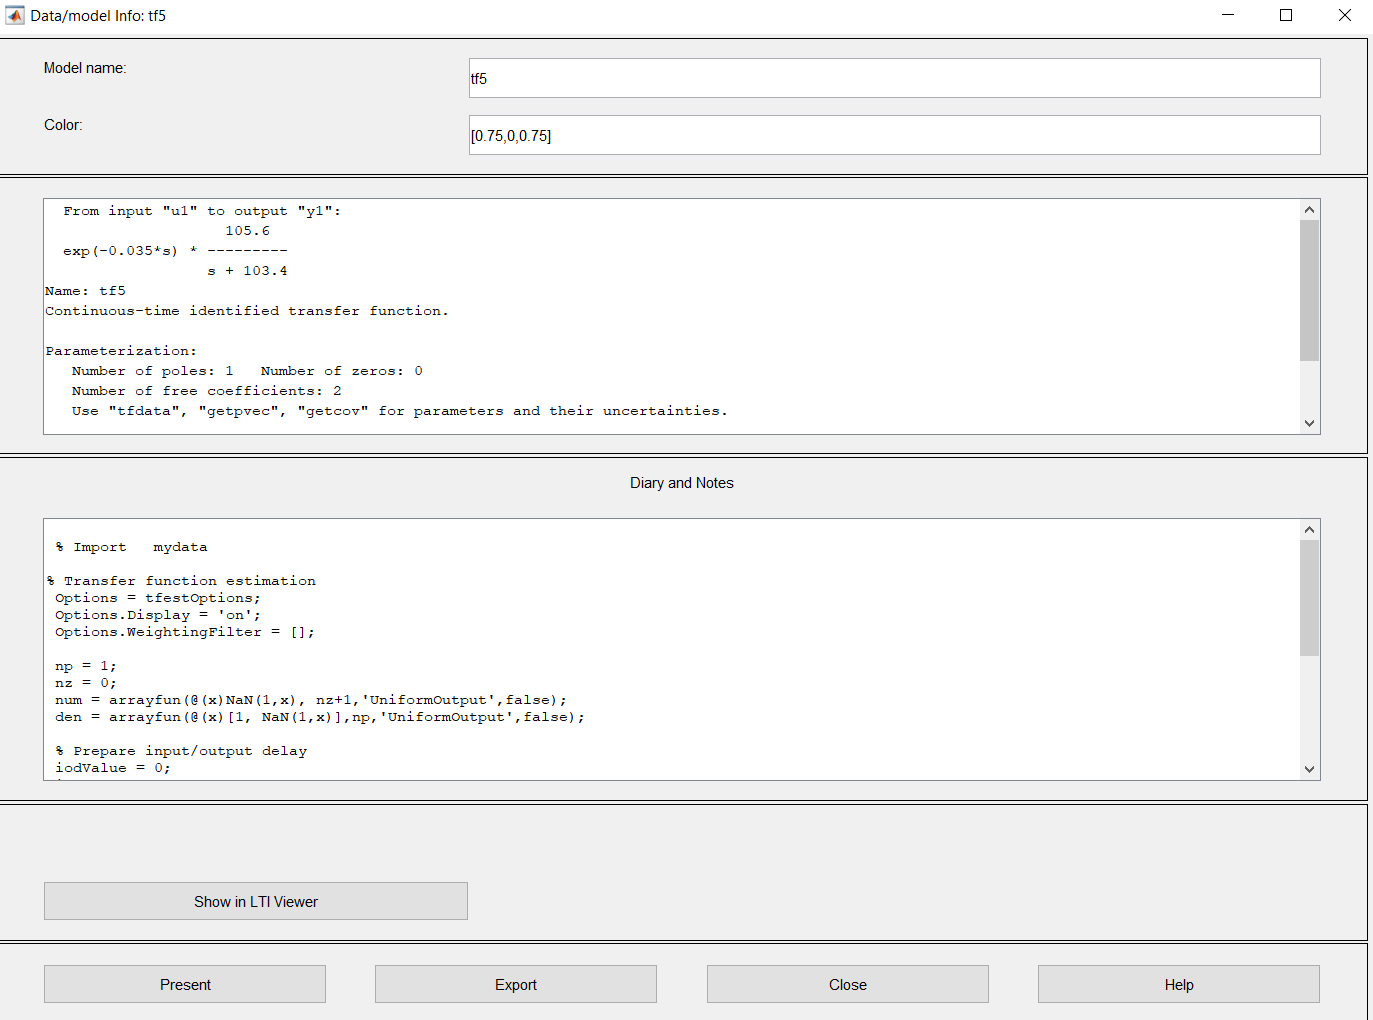 Data/model Info: tf5
Model name:
tf5
Color:
[0.75,0,0.75]
From input "u1" to output "y1":
105.6
exp(-0.035*s) * ---------
s + 103.4
Name: tf5
Continuous-time identified transfer function.
Parameterization:
Number of poles: 1   Number of zeros: 0
Number of free coefficients: 2
Use "tfdata", "getpvec", "getcov" for parameters and their uncertainties.
Diary and Notes
% Import   mydata
% Transfer function estimation
Options = tfestOptions;
Options.Display = 'on';
Options.WeightingFilter = [];
np = 1;
nz = 0;
num = arrayfun(@(x)NaN(1,x), nz+1,'UniformOutput',false);
den = arrayfun(@(x)[1, NaN(1,x)],np,'UniformOutput',false);
% Prepare input/output delay
iodValue = 0;
Show in LTI Viewer
Present
Export
Close
Help